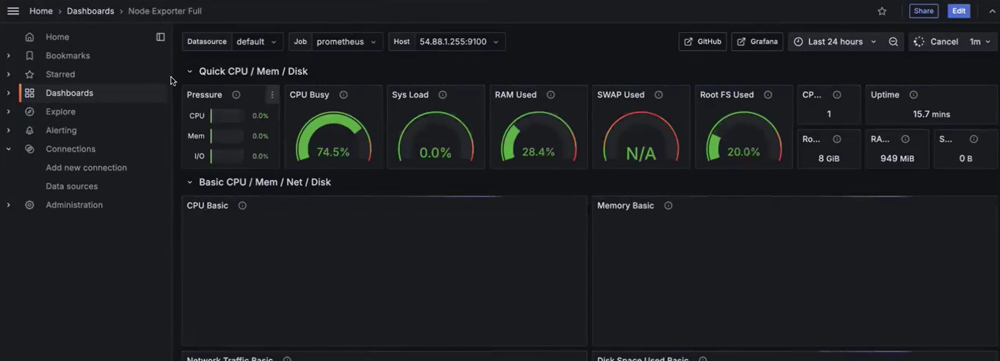 Home › Dashboards › Node Exporter Full
Share
Edit
Home
Bookmarks
Starred
Dashboards
Explore
Alerting
Connections
Add new connection
Data sources
Administration
Datasource default
Job prometheus
Host 54.88.1.255:9100
GitHub
Grafana
Last 24 hours
Cancel
1m
Quick CPU / Mem / Disk
Pressure
CPU 0.0%
Mem 0.0%
I/O 0.0%
CPU Busy
74.5%
Sys Load
0.0%
RAM Used
28.4%
SWAP Used
N/A
Root FS Used
20.0%
CP...
1
Uptime
15.7 mins
Ro...
8 GiB
RA...
949 MiB
S...
0 B
Basic CPU / Mem / Net / Disk
CPU Basic
Memory Basic
Network Traffic Basic
Disk Space Used Basic